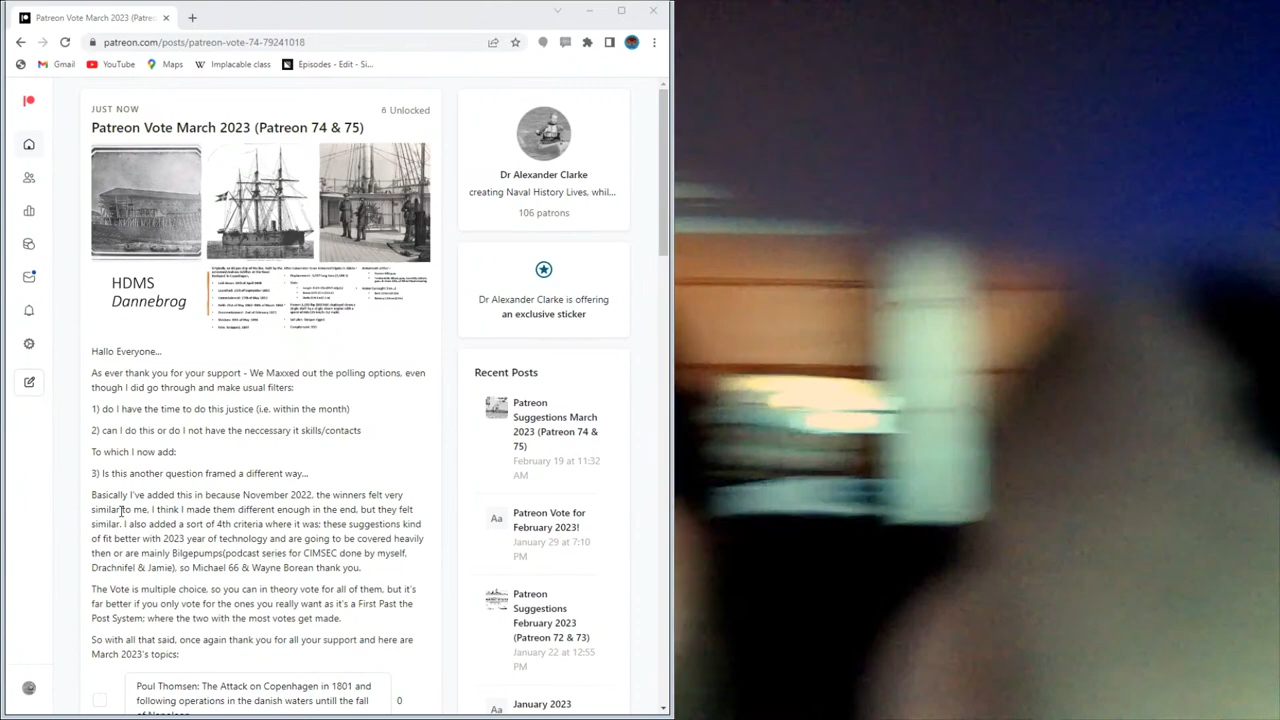 Patreon Vote March 2023 (Patre
patreon.com/posts/patreon-vote-74-79241018
Gmail
YouTube
Maps
Implacable class
Episodes - Edit - Si...
JUST NOW
Unlocked
Patreon Vote March 2023 (Patreon 74 & 75)
HDMS
Dannebrog
Hallo Everyone...
As ever thank you for your support - We Maxxed out the polling options, even
though I did go through and make usual filters:
1) do I have the time to do this justice (i.e. within the month)
2) can I do this or do I not have the neccessary it skills/contacts
To which I now add:
3) Is this another question framed a different way...
Basically I've added this in because November 2022, the winners felt very
similar to me, I think I made them different enough in the end, but they felt
similar. I also added a sort of 4th criteria where it was; these suggestions kind
of fit better with 2023 year of technology and are going to be covered heavily
then or are mainly Bilgepumps(podcast series for CIMSEC done by myself,
Drachnifel & Jamie), so Michael 66 & Wayne Borean thank you.
The Vote is multiple choice, so you can in theory vote for all of them, but it's
far better if you only vote for the ones you really want as it's a First Past the
Post System; where the two with the most votes get made.
So with all that said, once again thank you for all your support and here are
March 2023's topics:
Poul Thomsen: The Attack on Copenhagen in 1801 and
following operations in the danish waters untill the fall
0
Dr Alexander Clarke
creating Naval History Lives, whil...
106 patrons
Dr Alexander Clarke is offering
an exclusive sticker
Recent Posts
Patreon
Suggestions March
2023 (Patreon 74 &
75)
February 19 at 11:32
AM
Aa
Patreon Vote for
February 2023!
January 29 at 7:10
PM
Patreon
Suggestions
February 2023
(Patreon 72 & 73)
January 22 at 12:55
PM
Aa
January 2023